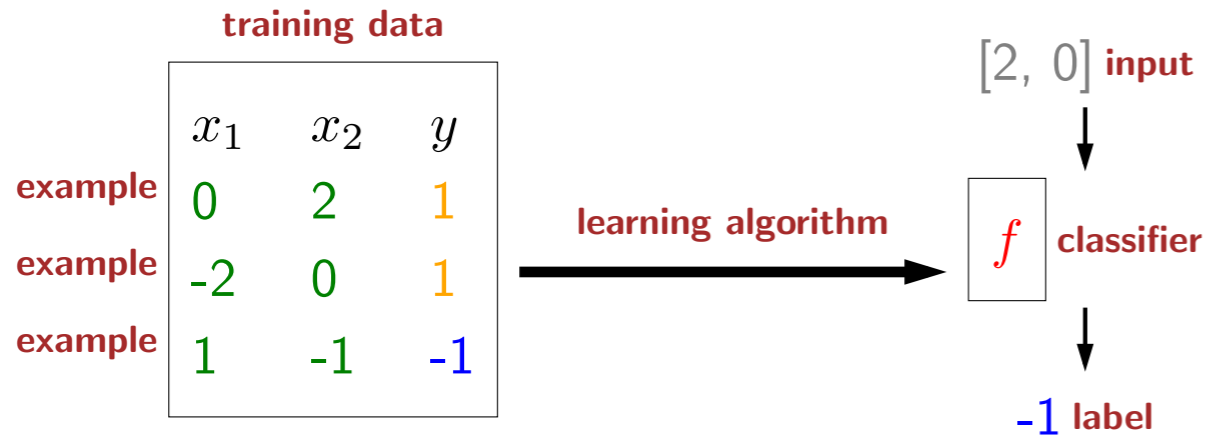 training data
x₁ x₂ y
example 0 2 1
example -2 0 1
example 1 -1 -1
learning algorithm
[2, 0] input
f classifier
-1 label